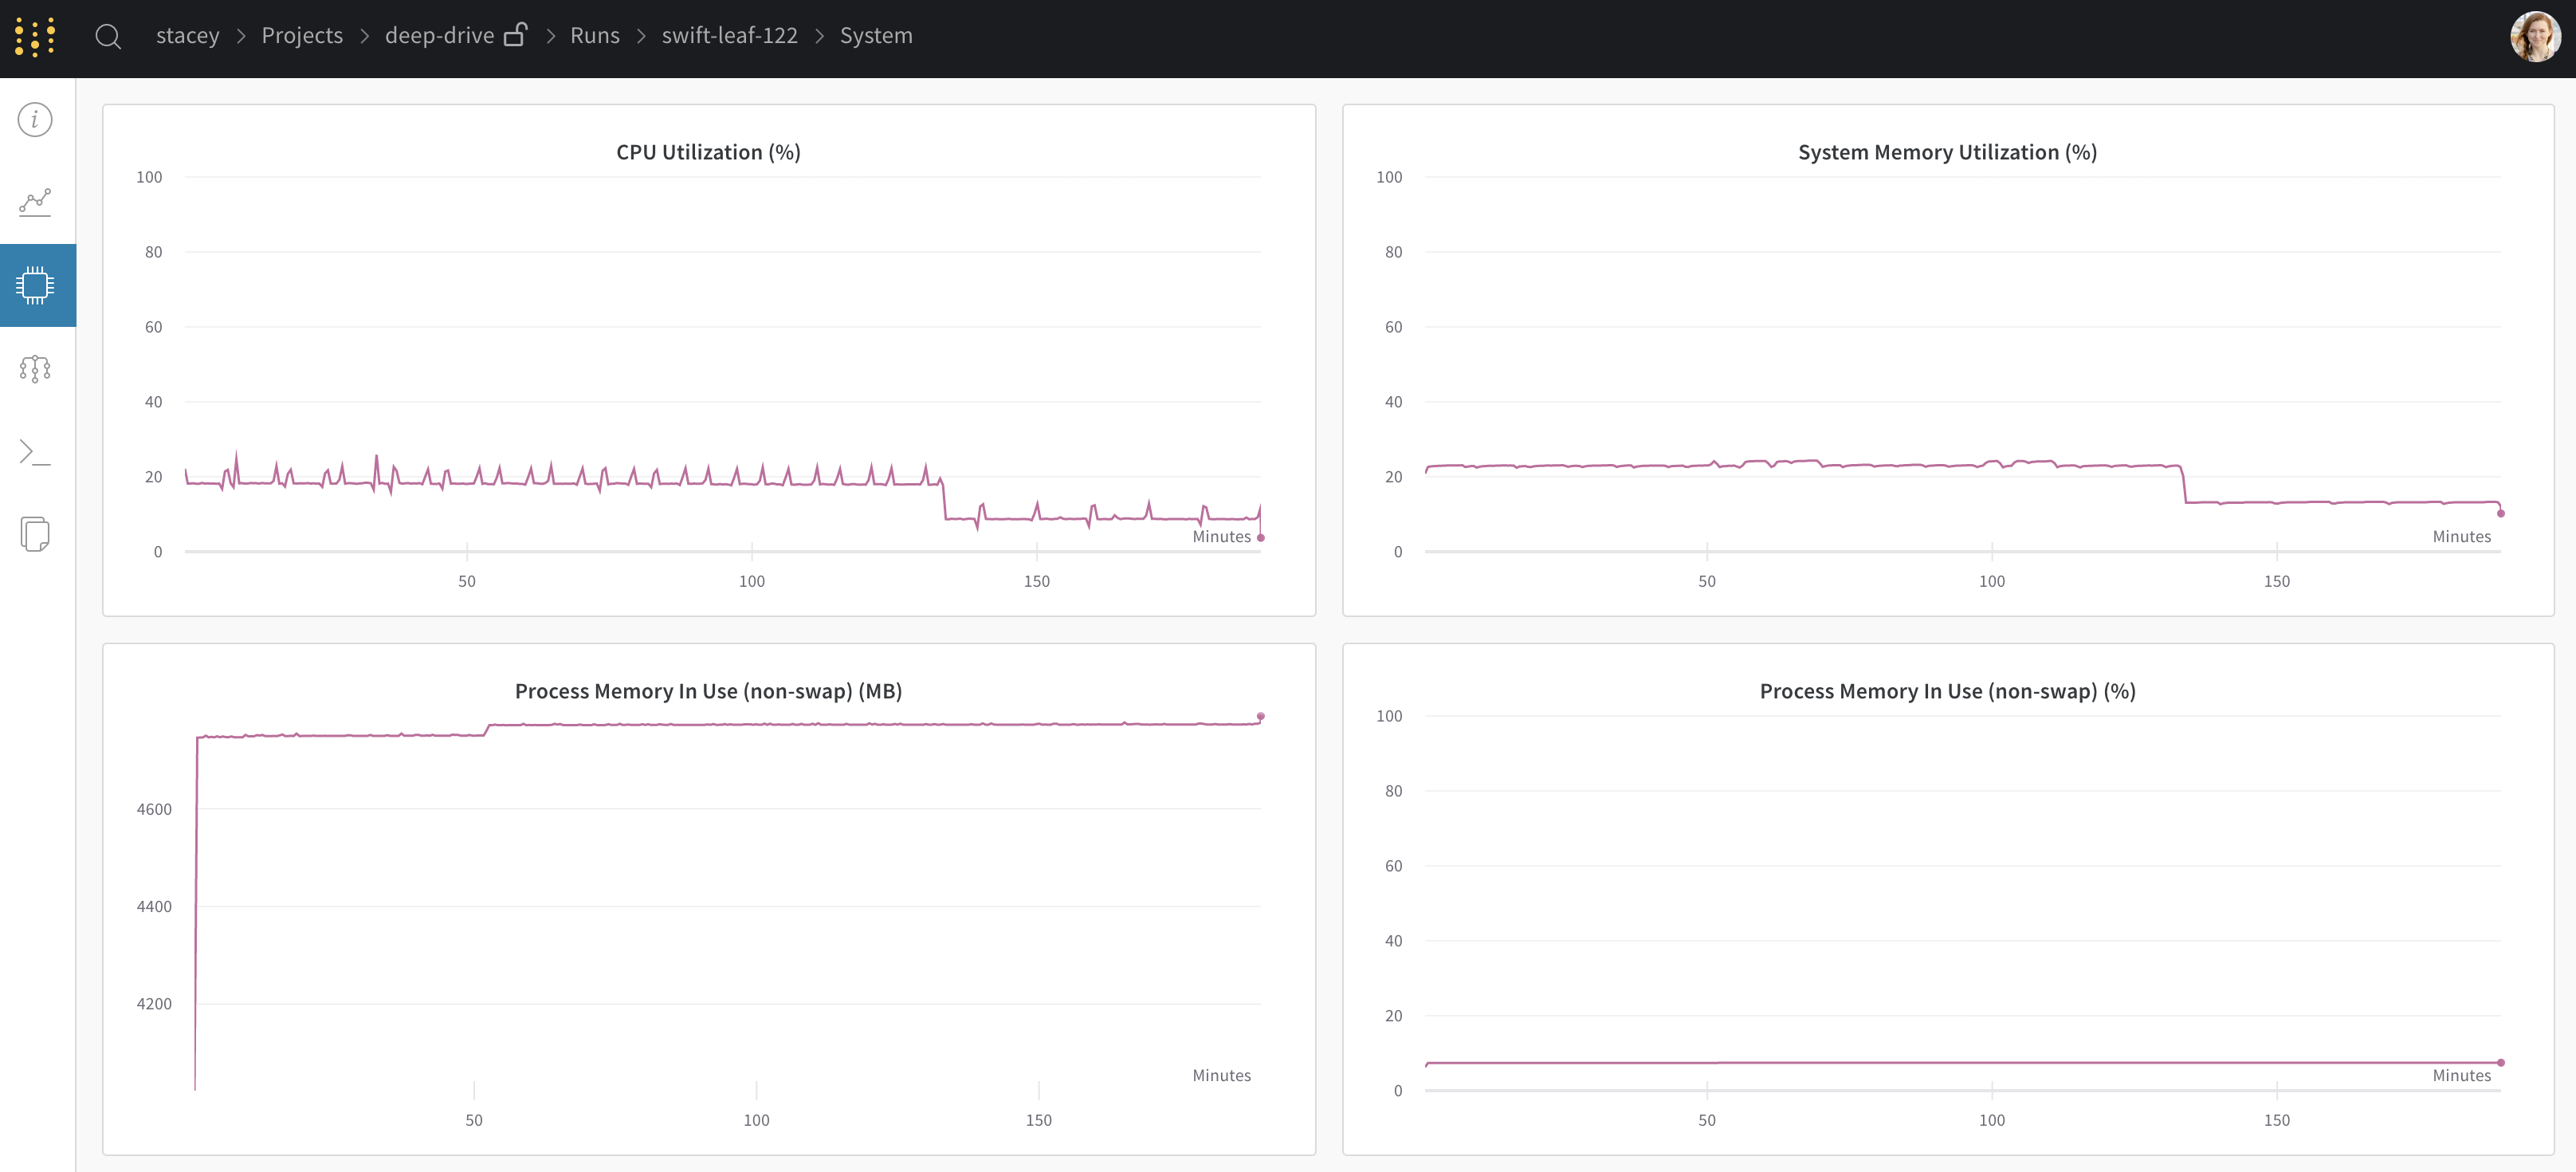 stacey > Projects > deep-drive > Runs > swift-leaf-122 > System
CPU Utilization (%)
100
80
60
40
20
0
Minutes
50 100 150
System Memory Utilization (%)
100
80
60
40
20
0
Minutes
50 100 150
Process Memory In Use (non-swap) (MB)
4600
4400
4200
Minutes
50 100 150
Process Memory In Use (non-swap) (%)
100
80
60
40
20
0
Minutes
50 100 150